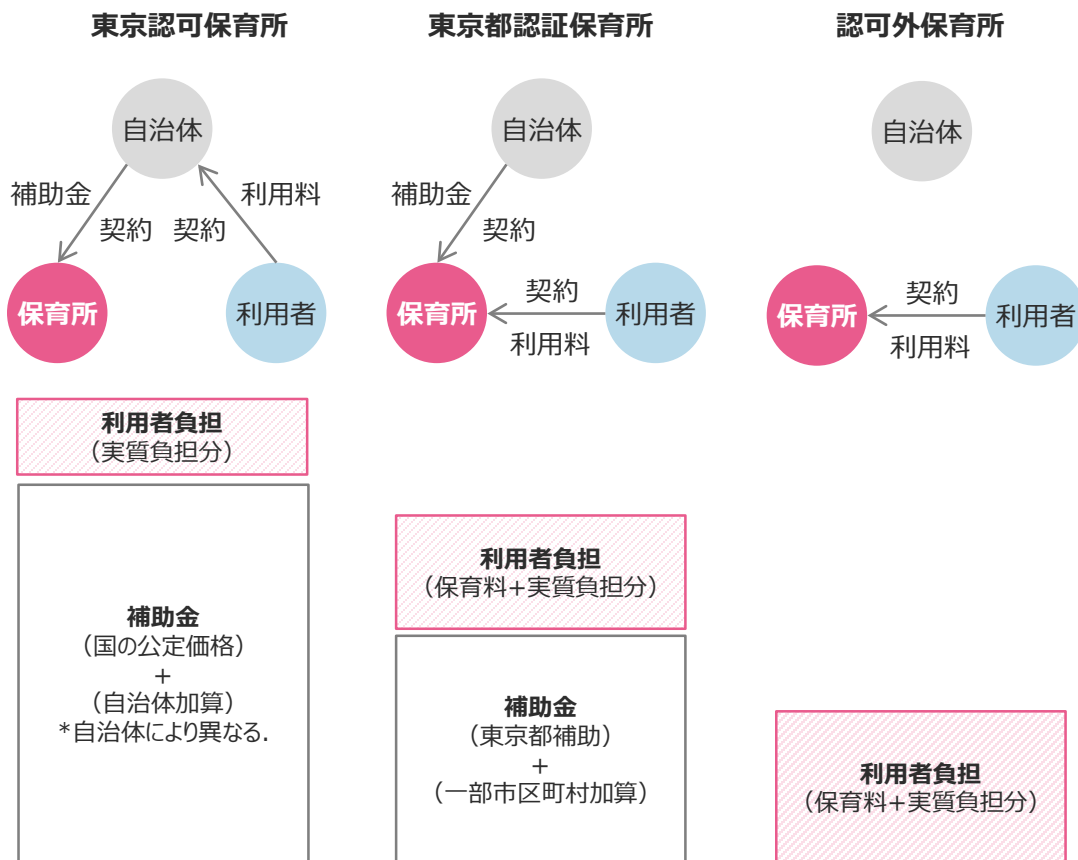 東京認可保育所
自治体
補助金
利用料
契約
契約
保育所
利用者
利用者負担
（実質負担分）
補助金
（国の公定価格）
+
（自治体加算）
*自治体により異なる.
東京都認証保育所
自治体
補助金
契約
保育所
契約
利用料
利用者
利用者負担
（保育料+実質負担分）
補助金
（東京都補助）
+
（一部市区町村加算）
認可外保育所
自治体
保育所
契約
利用料
利用者
利用者負担
（保育料+実質負担分）